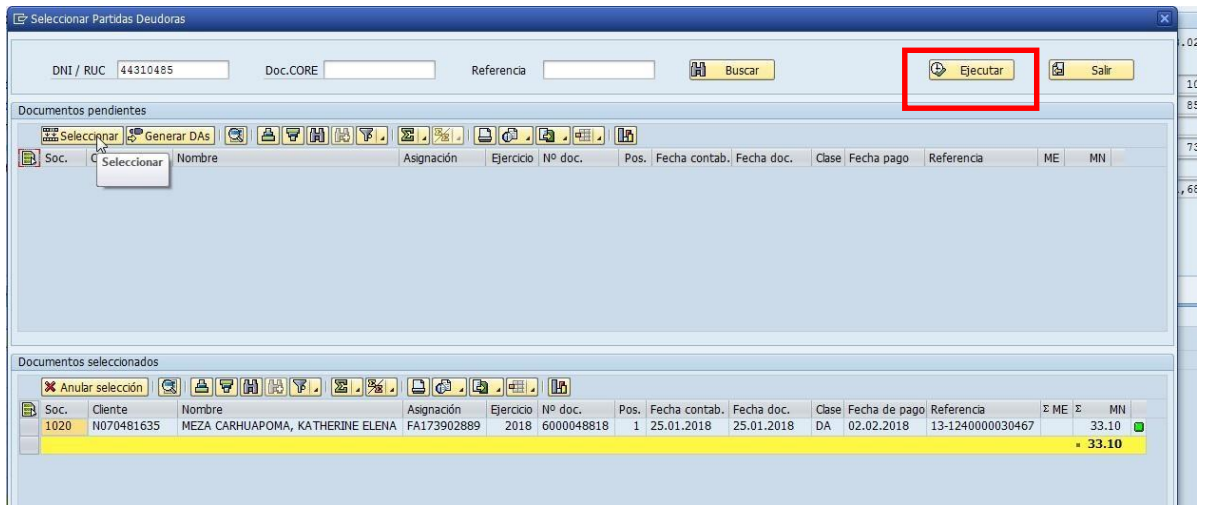 Seleccionar Partidas Deudoras
DNI / RUC 44310485 Doc.CORE Referencia Buscar Ejecutar Salir
Documentos pendientes
Seleccionar Generar DAs
Soc. C Nombre Asignación Ejercicio Nº doc. Pos. Fecha contab. Fecha doc. Clase Fecha pago Referencia ME MN
Seleccionar
Documentos seleccionados
Anular selección
Soc. Cliente Nombre Asignación Ejercicio Nº doc. Pos. Fecha contab. Fecha doc. Clase Fecha de pago Referencia Σ ME Σ MN
1020 N070481635 MEZA CARHUAPOMA, KATHERINE ELENA FA173902889 2018 6000048818 1 25.01.2018 25.01.2018 DA 02.02.2018 13-1240000030467 33.10
33.10